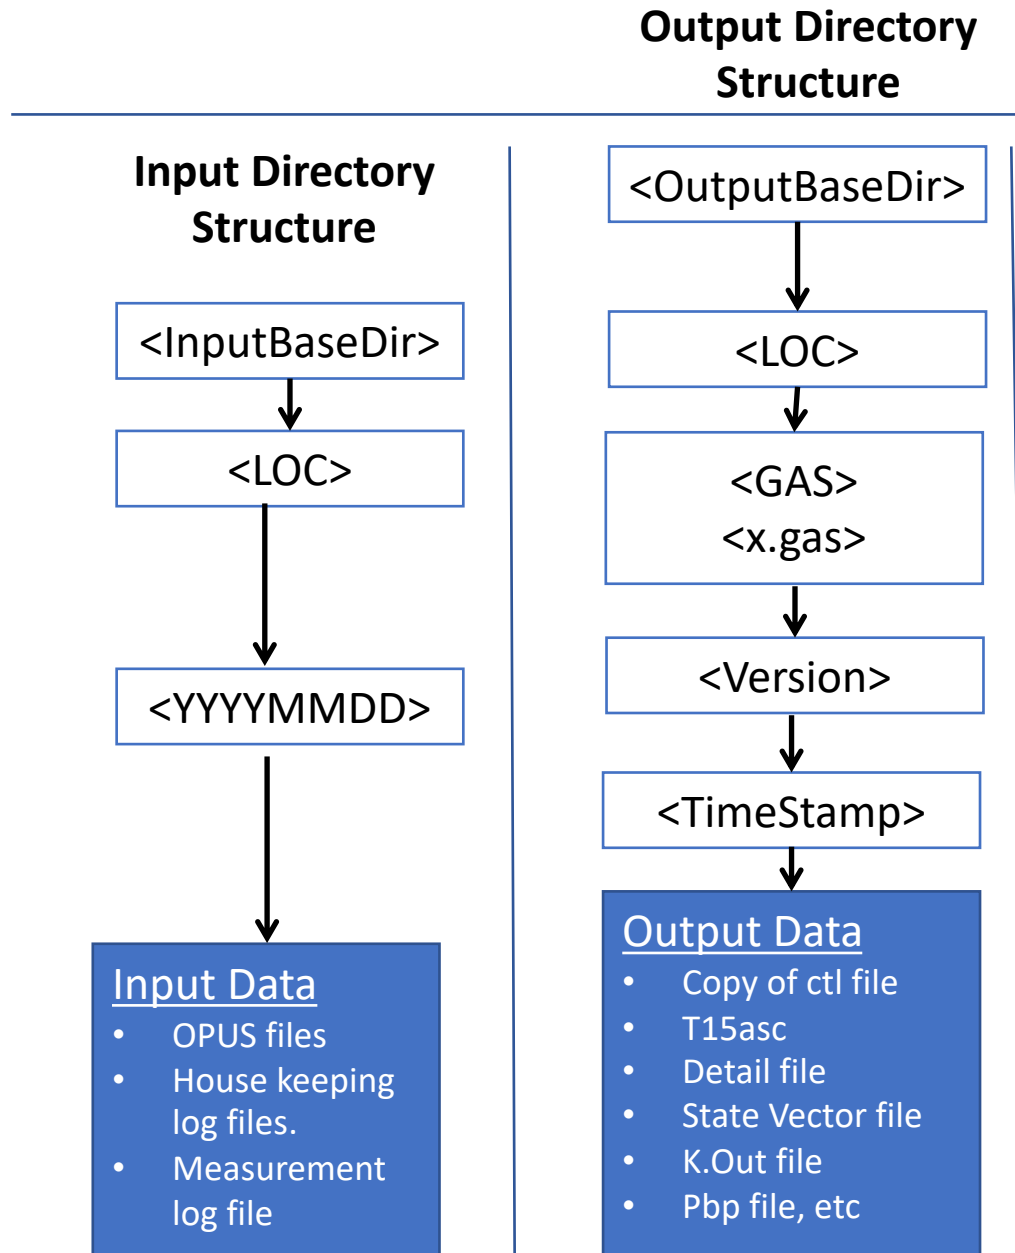 Output Directory
Structure
Input Directory
Structure
<InputBaseDir>
<LOC>
<YYYYMMDD>
Input Data
• OPUS files
• House keeping
log files.
• Measurement
log file
<OutputBaseDir>
<LOC>
<GAS>
<x.gas>
<Version>
<TimeStamp>
Output Data
• Copy of ctl file
• T15asc
• Detail file
• State Vector file
• K.Out file
• Pbp file, etc